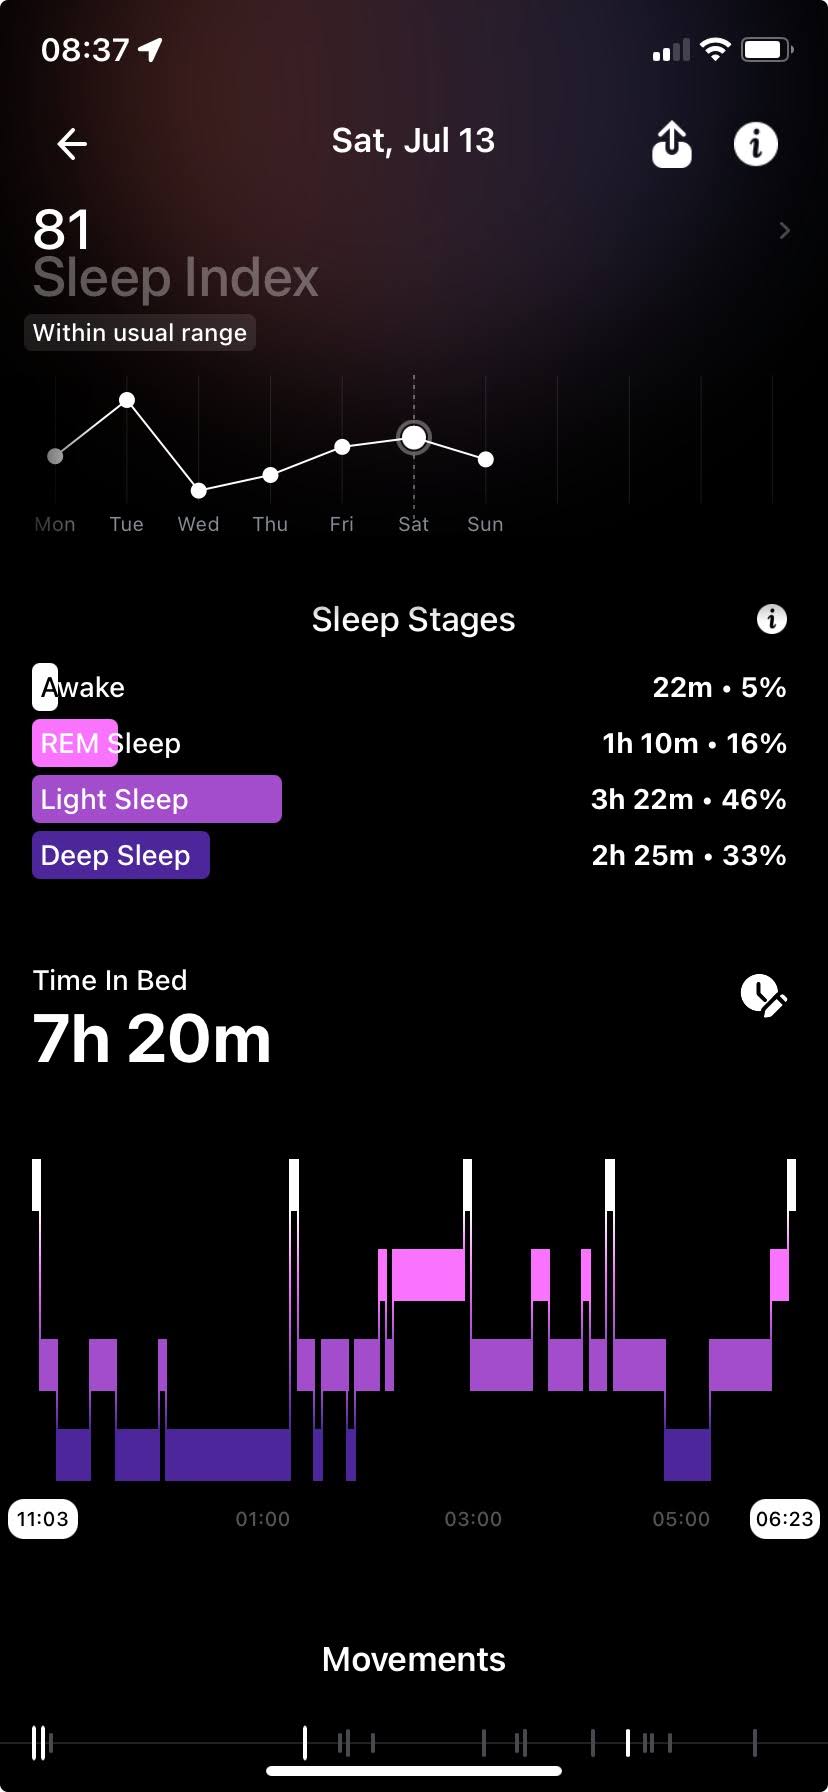 08:37
Sat, Jul 13
81
Sleep Index
Within usual range
Mon Tue Wed Thu Fri Sat Sun
Sleep Stages
Awake 22m • 5%
REM Sleep 1h 10m • 16%
Light Sleep 3h 22m • 46%
Deep Sleep 2h 25m • 33%
Time In Bed
7h 20m
11:03 01:00 03:00 05:00 06:23
Movements